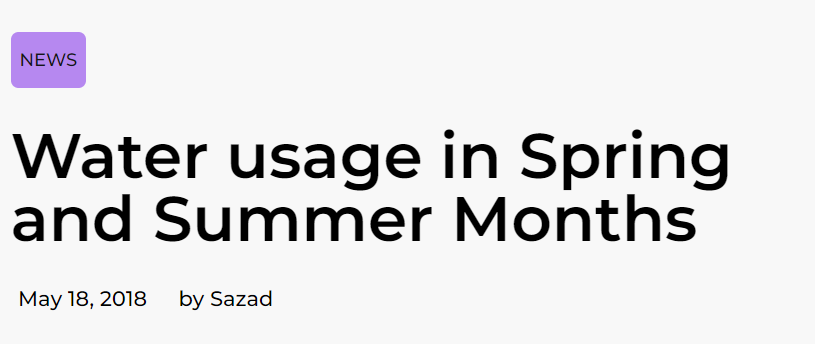 NEWS
Water usage in Spring
and Summer Months
May 18, 2018 by Sazad